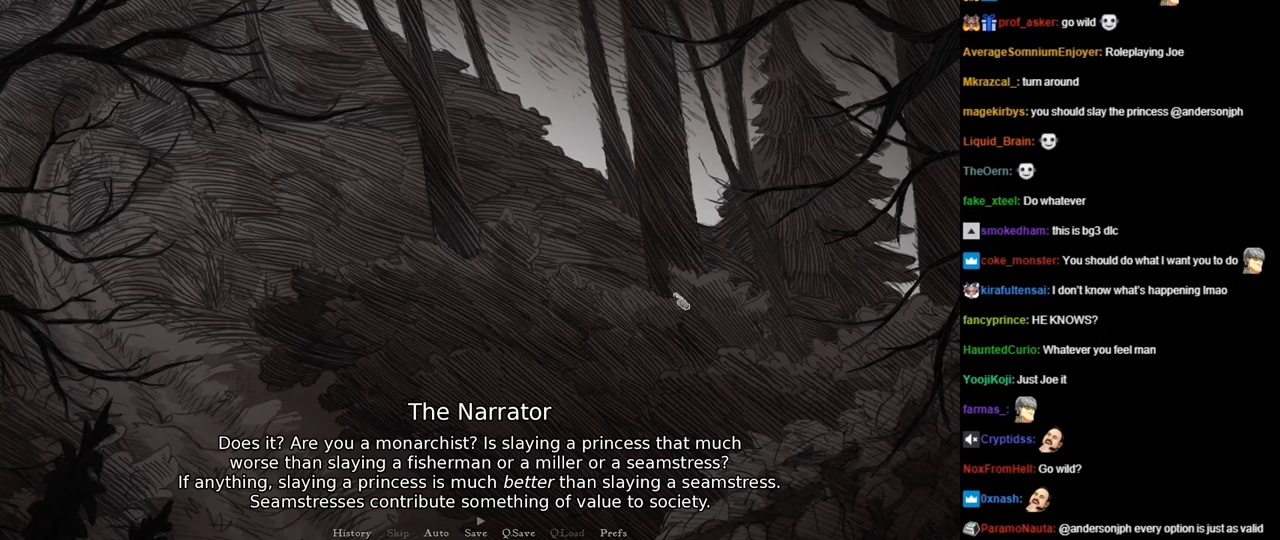 The Narrator
Does it? Are you a monarchist? Is slaying a princess that much
worse than slaying a fisherman or a miller or a seamstress?
If anything, slaying a princess is much better than slaying a seamstress.
Seamstresses contribute something of value to society.
History Skip Auto Save Q.Save Q.Load Prefs
prof_asker: go wild
AverageSomniumEnjoyer: Roleplaying Joe
Mkrazcal_: turn around
magekirbys: you should slay the princess @andersonjph
Liquid_Brain:
TheOern:
fake_xteel: Do whatever
smokedham: this is bg3 dlc
coke_monster: You should do what I want you to do
kirafultensai: I don't know what's happening lmao
fancyprince: HE KNOWS?
HauntedCurio: Whatever you feel man
YoojiKoji: Just Joe it
farmas_:
Cryptidss:
NoxFromHell: Go wild?
0xnash:
ParamoNauta: @andersonjph every option is just as valid